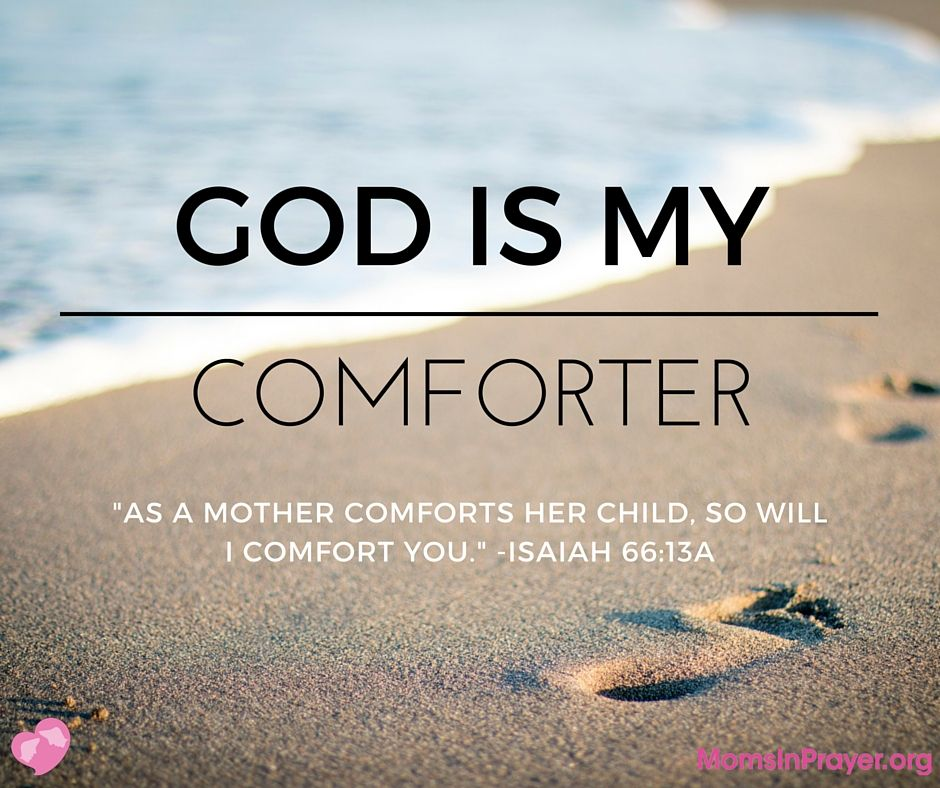 GOD IS MY
COMFORTER
"AS A MOTHER COMFORTS HER CHILD, SO WILL
I COMFORT YOU." -ISAIAH 66:13A
MomsInPrayer.org